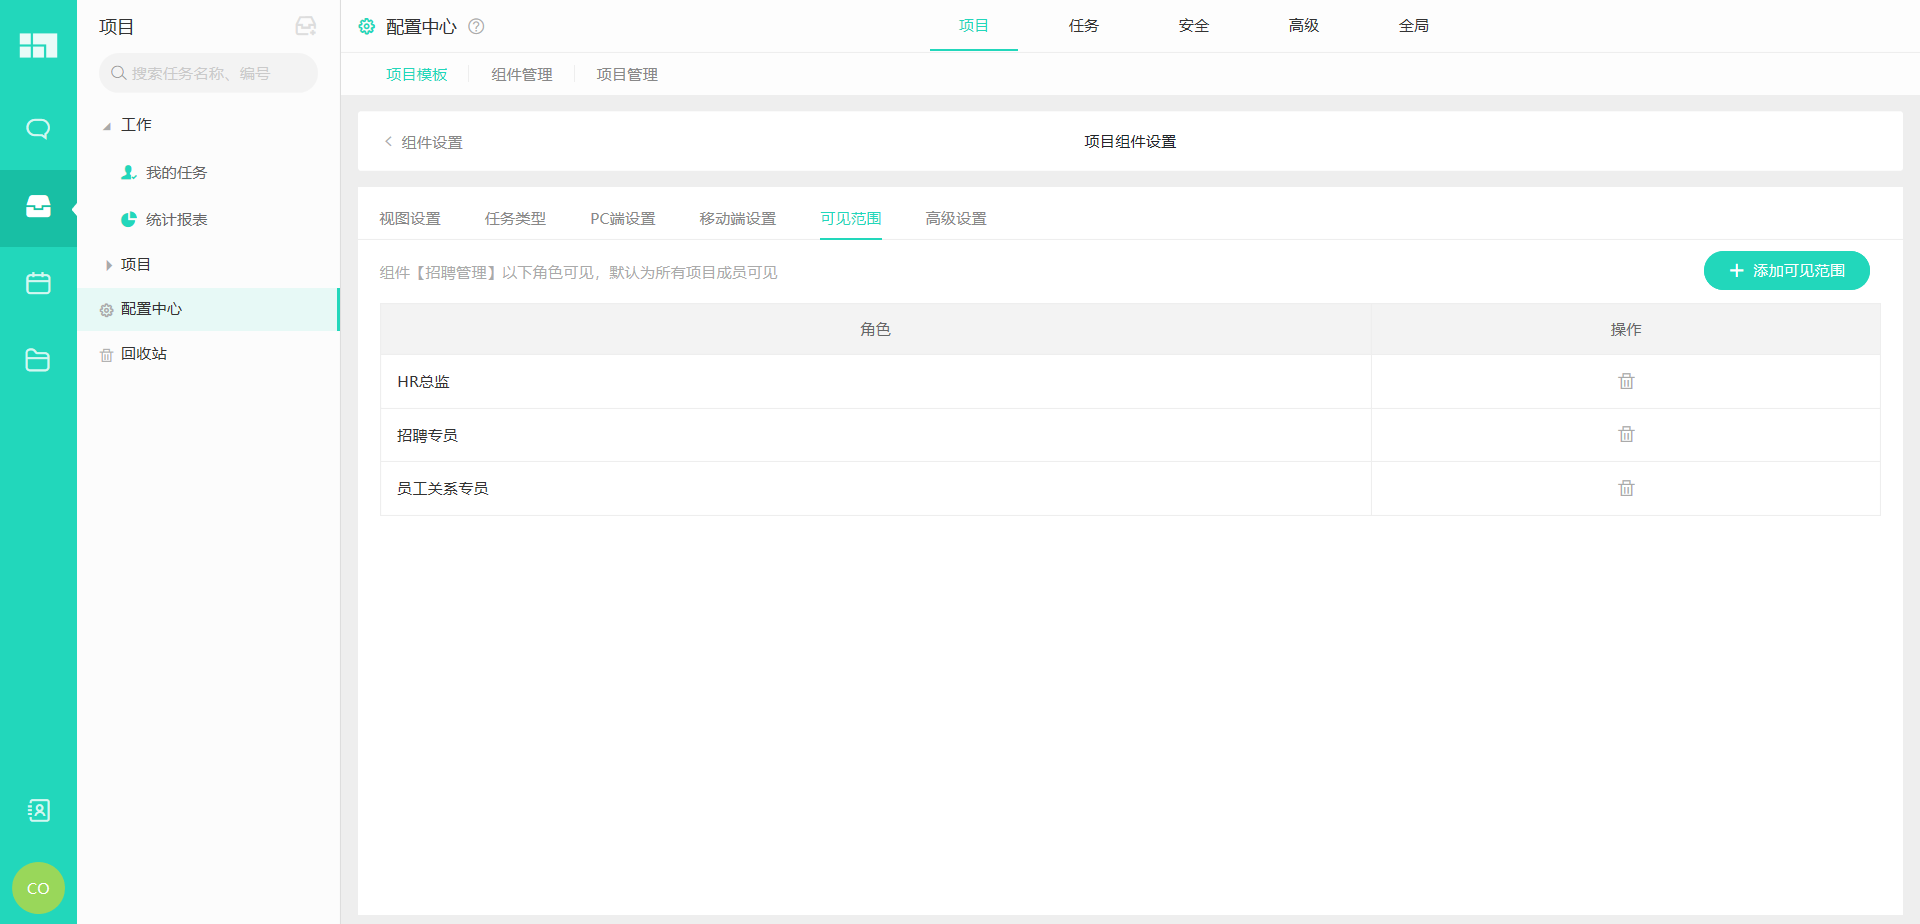 项目
搜索任务名称、编号
工作
我的任务
统计报表
项目
配置中心
回收站
CO
配置中心
项目 任务 安全 高级 全局
项目模板 组件管理 项目管理
组件设置 项目组件设置
视图设置 任务类型 PC端设置 移动端设置 可见范围 高级设置
组件【招聘管理】以下角色可见，默认为所有项目成员可见
添加可见范围
角色 操作
HR总监
招聘专员
员工关系专员